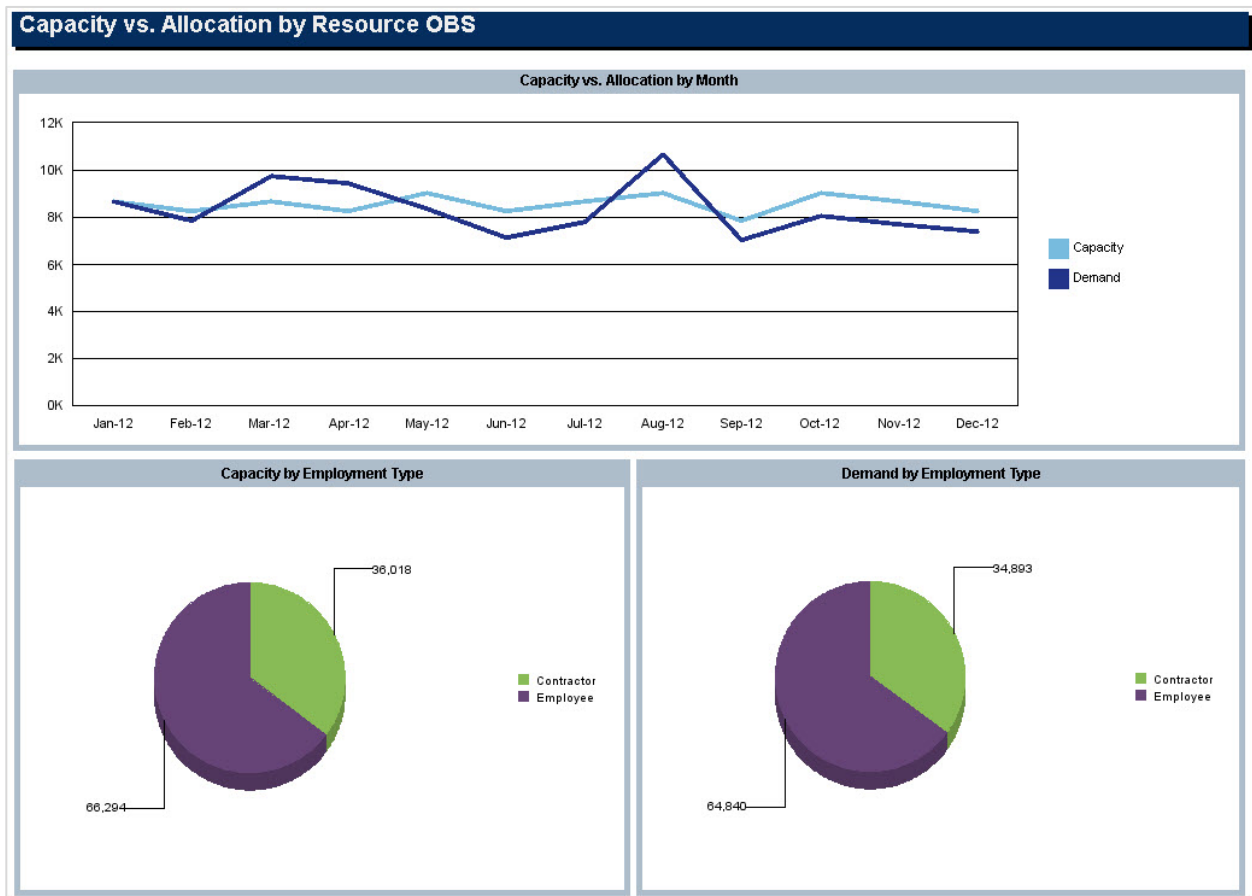 Capacity vs. Allocation by Resource OBS
Capacity vs. Allocation by Month
12K
10K
8K
6K
4K
2K
0K
Jan-12 Feb-12 Mar-12 Apr-12 May-12 Jun-12 Jul-12 Aug-12 Sep-12 Oct-12 Nov-12 Dec-12
Capacity
Demand
Capacity by Employment Type
36,018
66,294
Contractor
Employee
Demand by Employment Type
34,893
64,840
Contractor
Employee